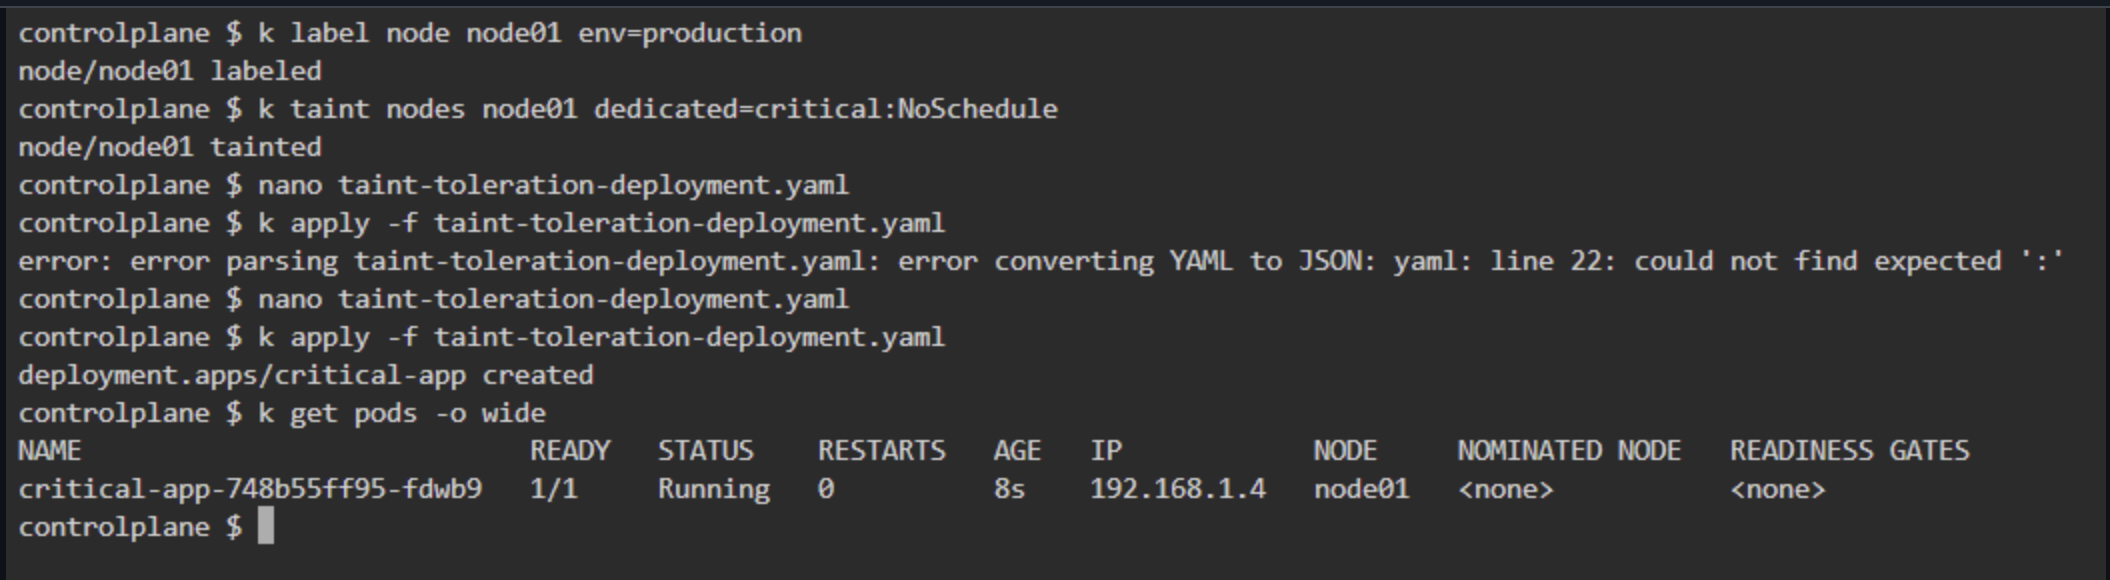 controlplane $ k label node node01 env=production
node/node01 labeled
controlplane $ k taint nodes node01 dedicated=critical:NoSchedule
node/node01 tainted
controlplane $ nano taint-toleration-deployment.yaml
controlplane $ k apply -f taint-toleration-deployment.yaml
error: error parsing taint-toleration-deployment.yaml: error converting YAML to JSON: yaml: line 22: could not find expected ':'
controlplane $ nano taint-toleration-deployment.yaml
controlplane $ k apply -f taint-toleration-deployment.yaml
deployment.apps/critical-app created
controlplane $ k get pods -o wide
NAME                            READY   STATUS    RESTARTS   AGE   IP            NODE     NOMINATED NODE   READINESS GATES
critical-app-748b55ff95-fdwb9   1/1     Running   0          8s    192.168.1.4   node01   <none>           <none>
controlplane $